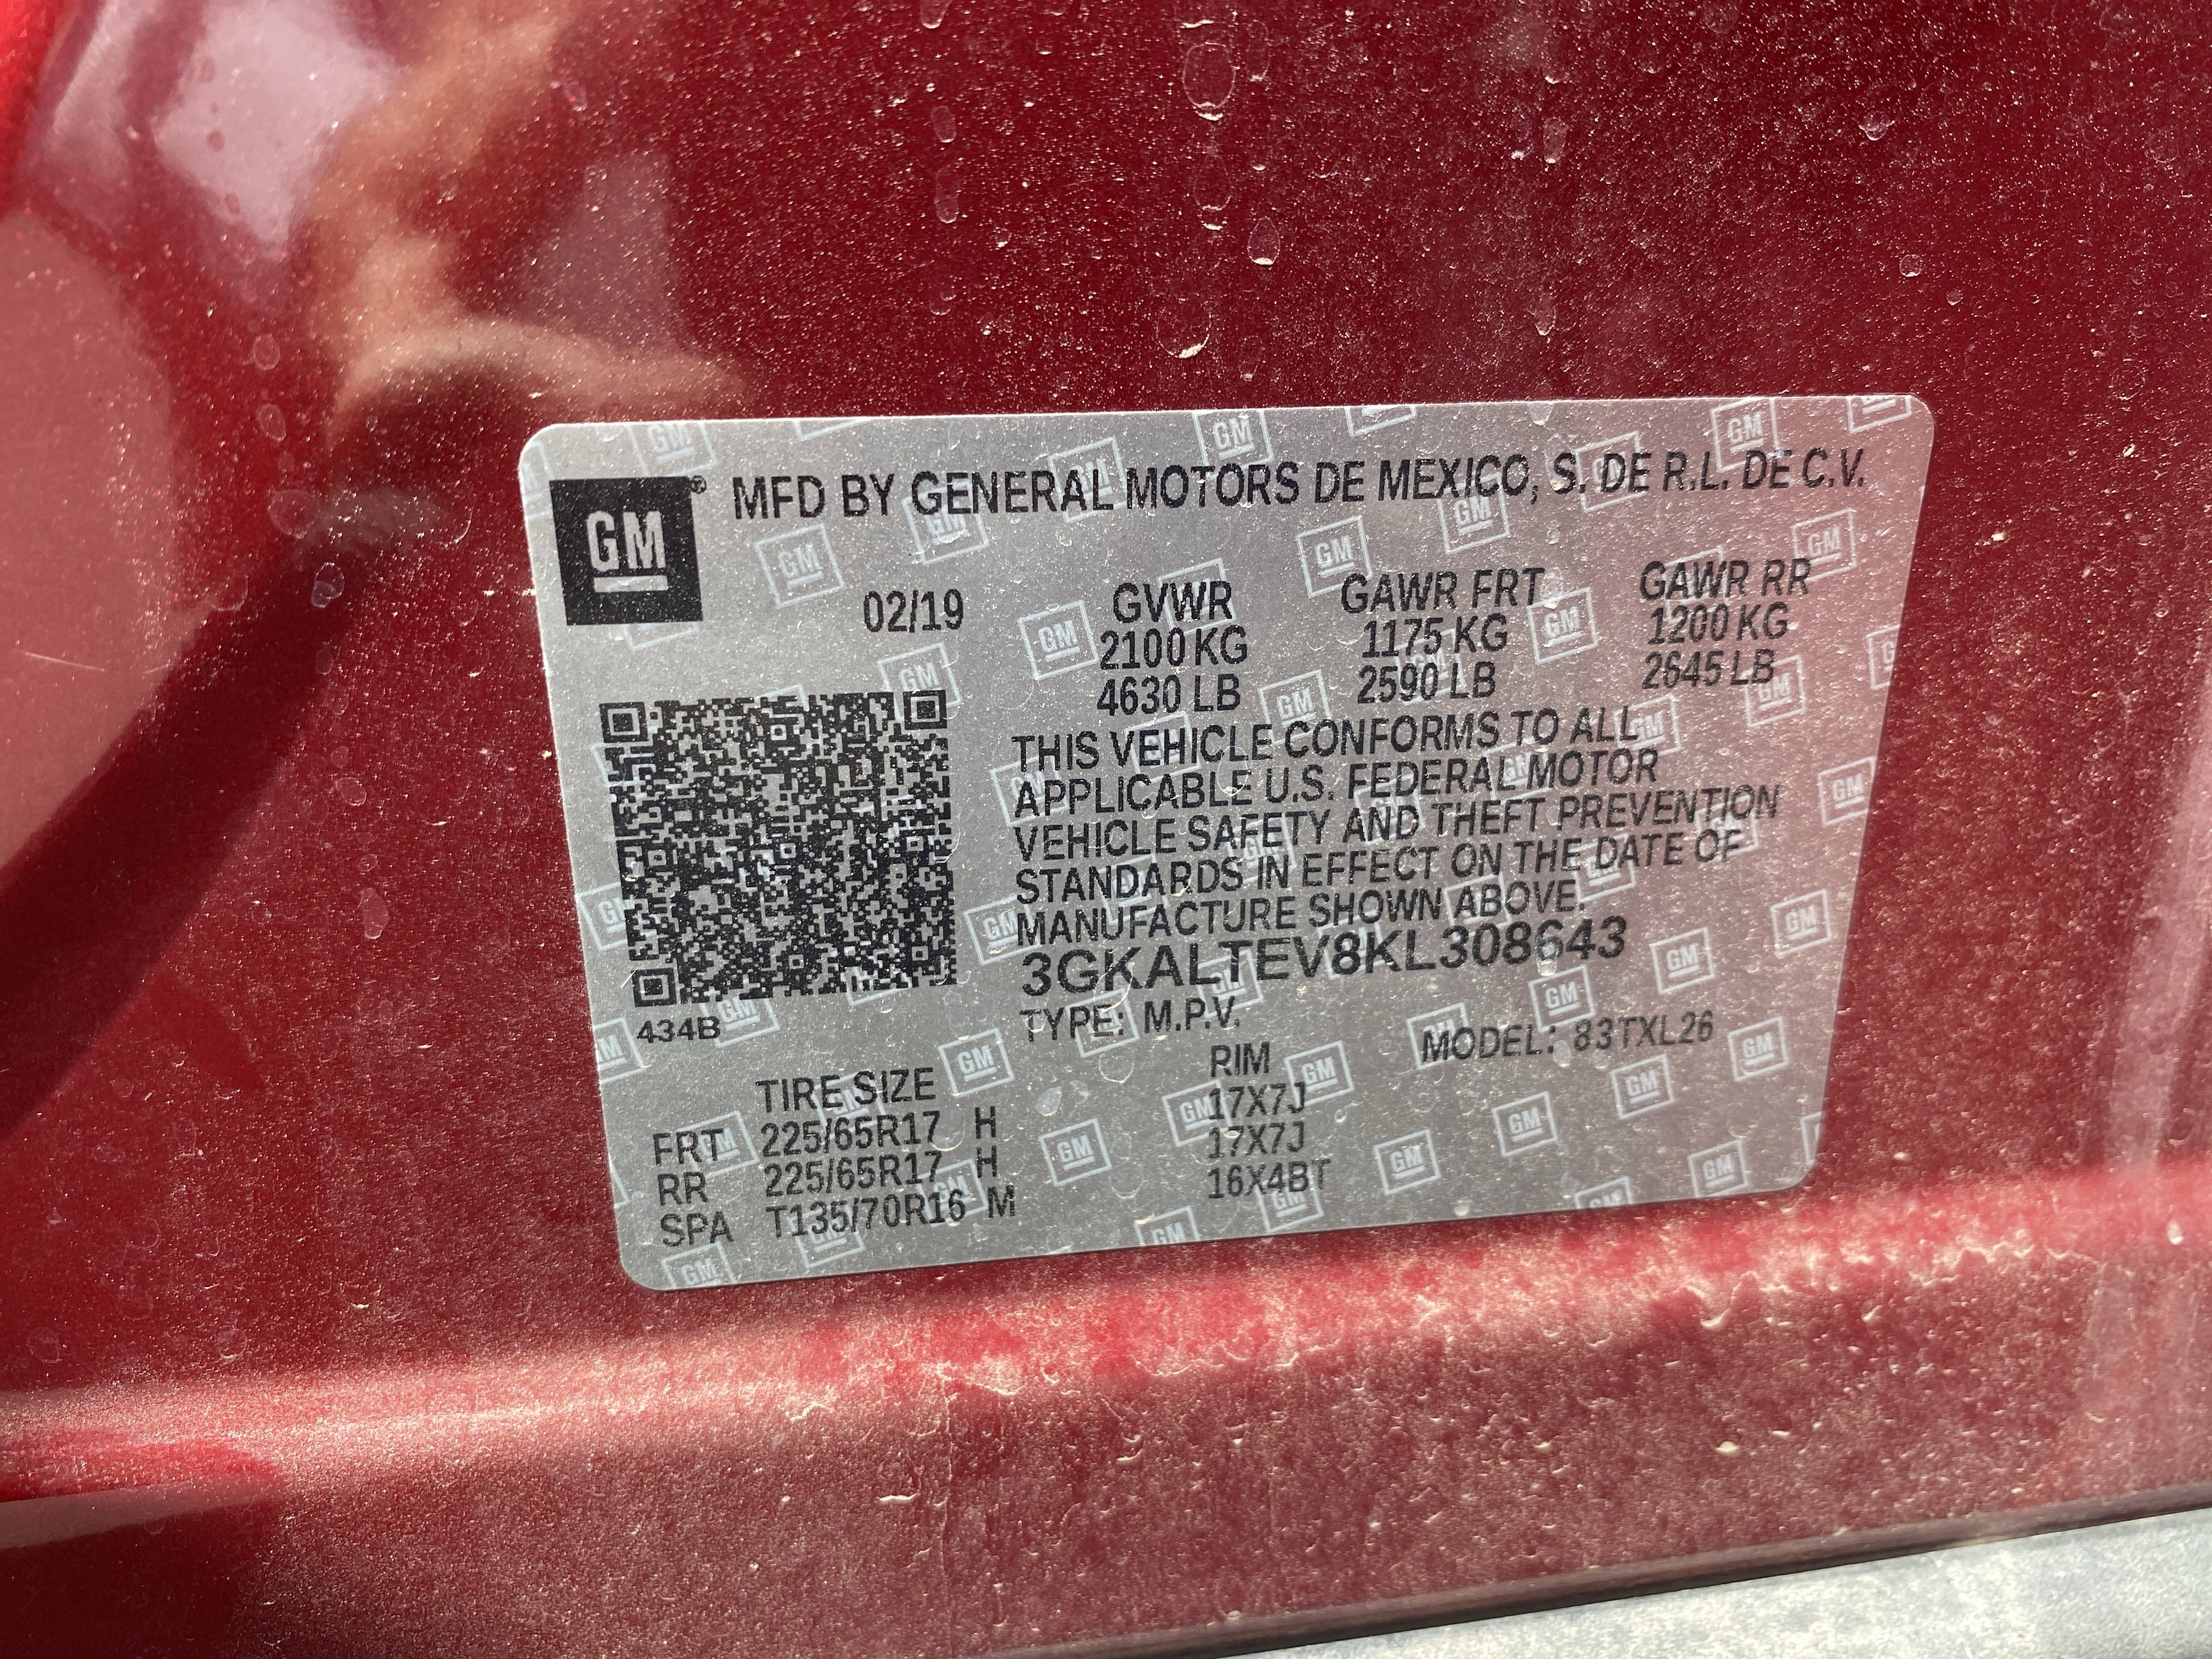 GM® MFD BY GENERAL MOTORS DE MEXICO, S. DE R.L. DE C.V.
02/19 GVWR GAWR FRT GAWR RR
2100 KG 1175 KG 1200 KG
4630 LB 2590 LB 2645 LB
THIS VEHICLE CONFORMS TO ALL
APPLICABLE U.S. FEDERAL MOTOR
VEHICLE SAFETY AND THEFT PREVENTION
STANDARDS IN EFFECT ON THE DATE OF
MANUFACTURE SHOWN ABOVE.
3GKALTEV8KL308643
434B
TYPE: M.P.V. MODEL: 83TXL26
TIRE SIZE RIM
FRT 225/65R17 H 17X7J
RR 225/65R17 H 17X7J
SPA T135/70R16 M 16X4BT